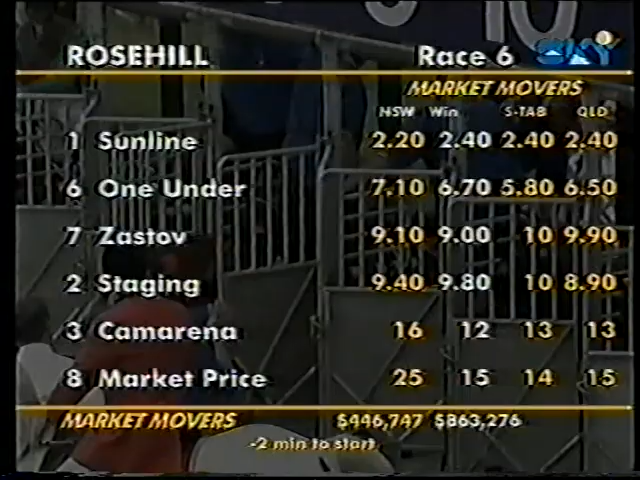 ROSEHILL Race 6 SKY
MARKET MOVERS
NSW Win S-TAB QLD
1 Sunline 2.20 2.40 2.40 2.40
6 One Under 7.10 6.70 5.80 6.50
7 Zastov 9.10 9.00 10 9.90
2 Staging 9.40 9.80 10 8.90
3 Camarena 16 12 13 13
8 Market Price 25 15 14 15
MARKET MOVERS $446,747 $863,276
-2 min to start